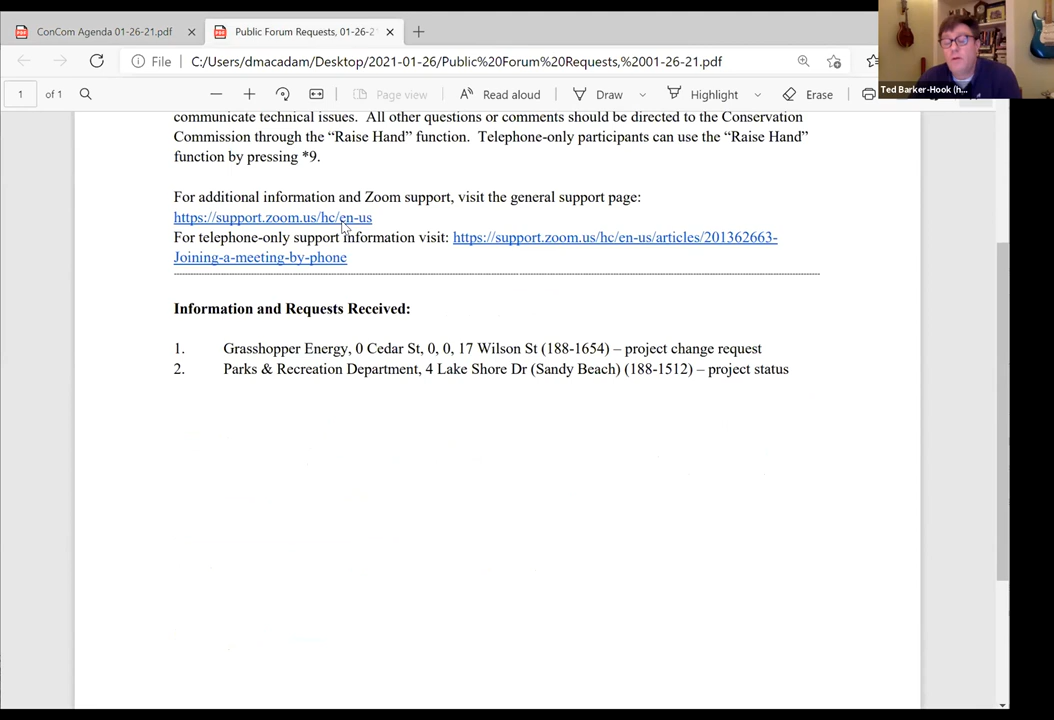 ConCom Agenda 01-26-21.pdf
Public Forum Requests, 01-26-2
File
C:/Users/dmacadam/Desktop/2021-01-26/Public%20Forum%20Requests,%2001-26-21.pdf
1 of 1
Page view
Read aloud
Draw
Highlight
Erase
Ted Barker-Hook (h...
communicate technical issues. All other questions or comments should be directed to the Conservation
Commission through the “Raise Hand” function. Telephone-only participants can use the “Raise Hand”
function by pressing *9.
For additional information and Zoom support, visit the general support page:
https://support.zoom.us/hc/en-us
For telephone-only support information visit: https://support.zoom.us/hc/en-us/articles/201362663-
Joining-a-meeting-by-phone
Information and Requests Received:
1. Grasshopper Energy, 0 Cedar St, 0, 0, 17 Wilson St (188-1654) – project change request
2. Parks & Recreation Department, 4 Lake Shore Dr (Sandy Beach) (188-1512) – project status